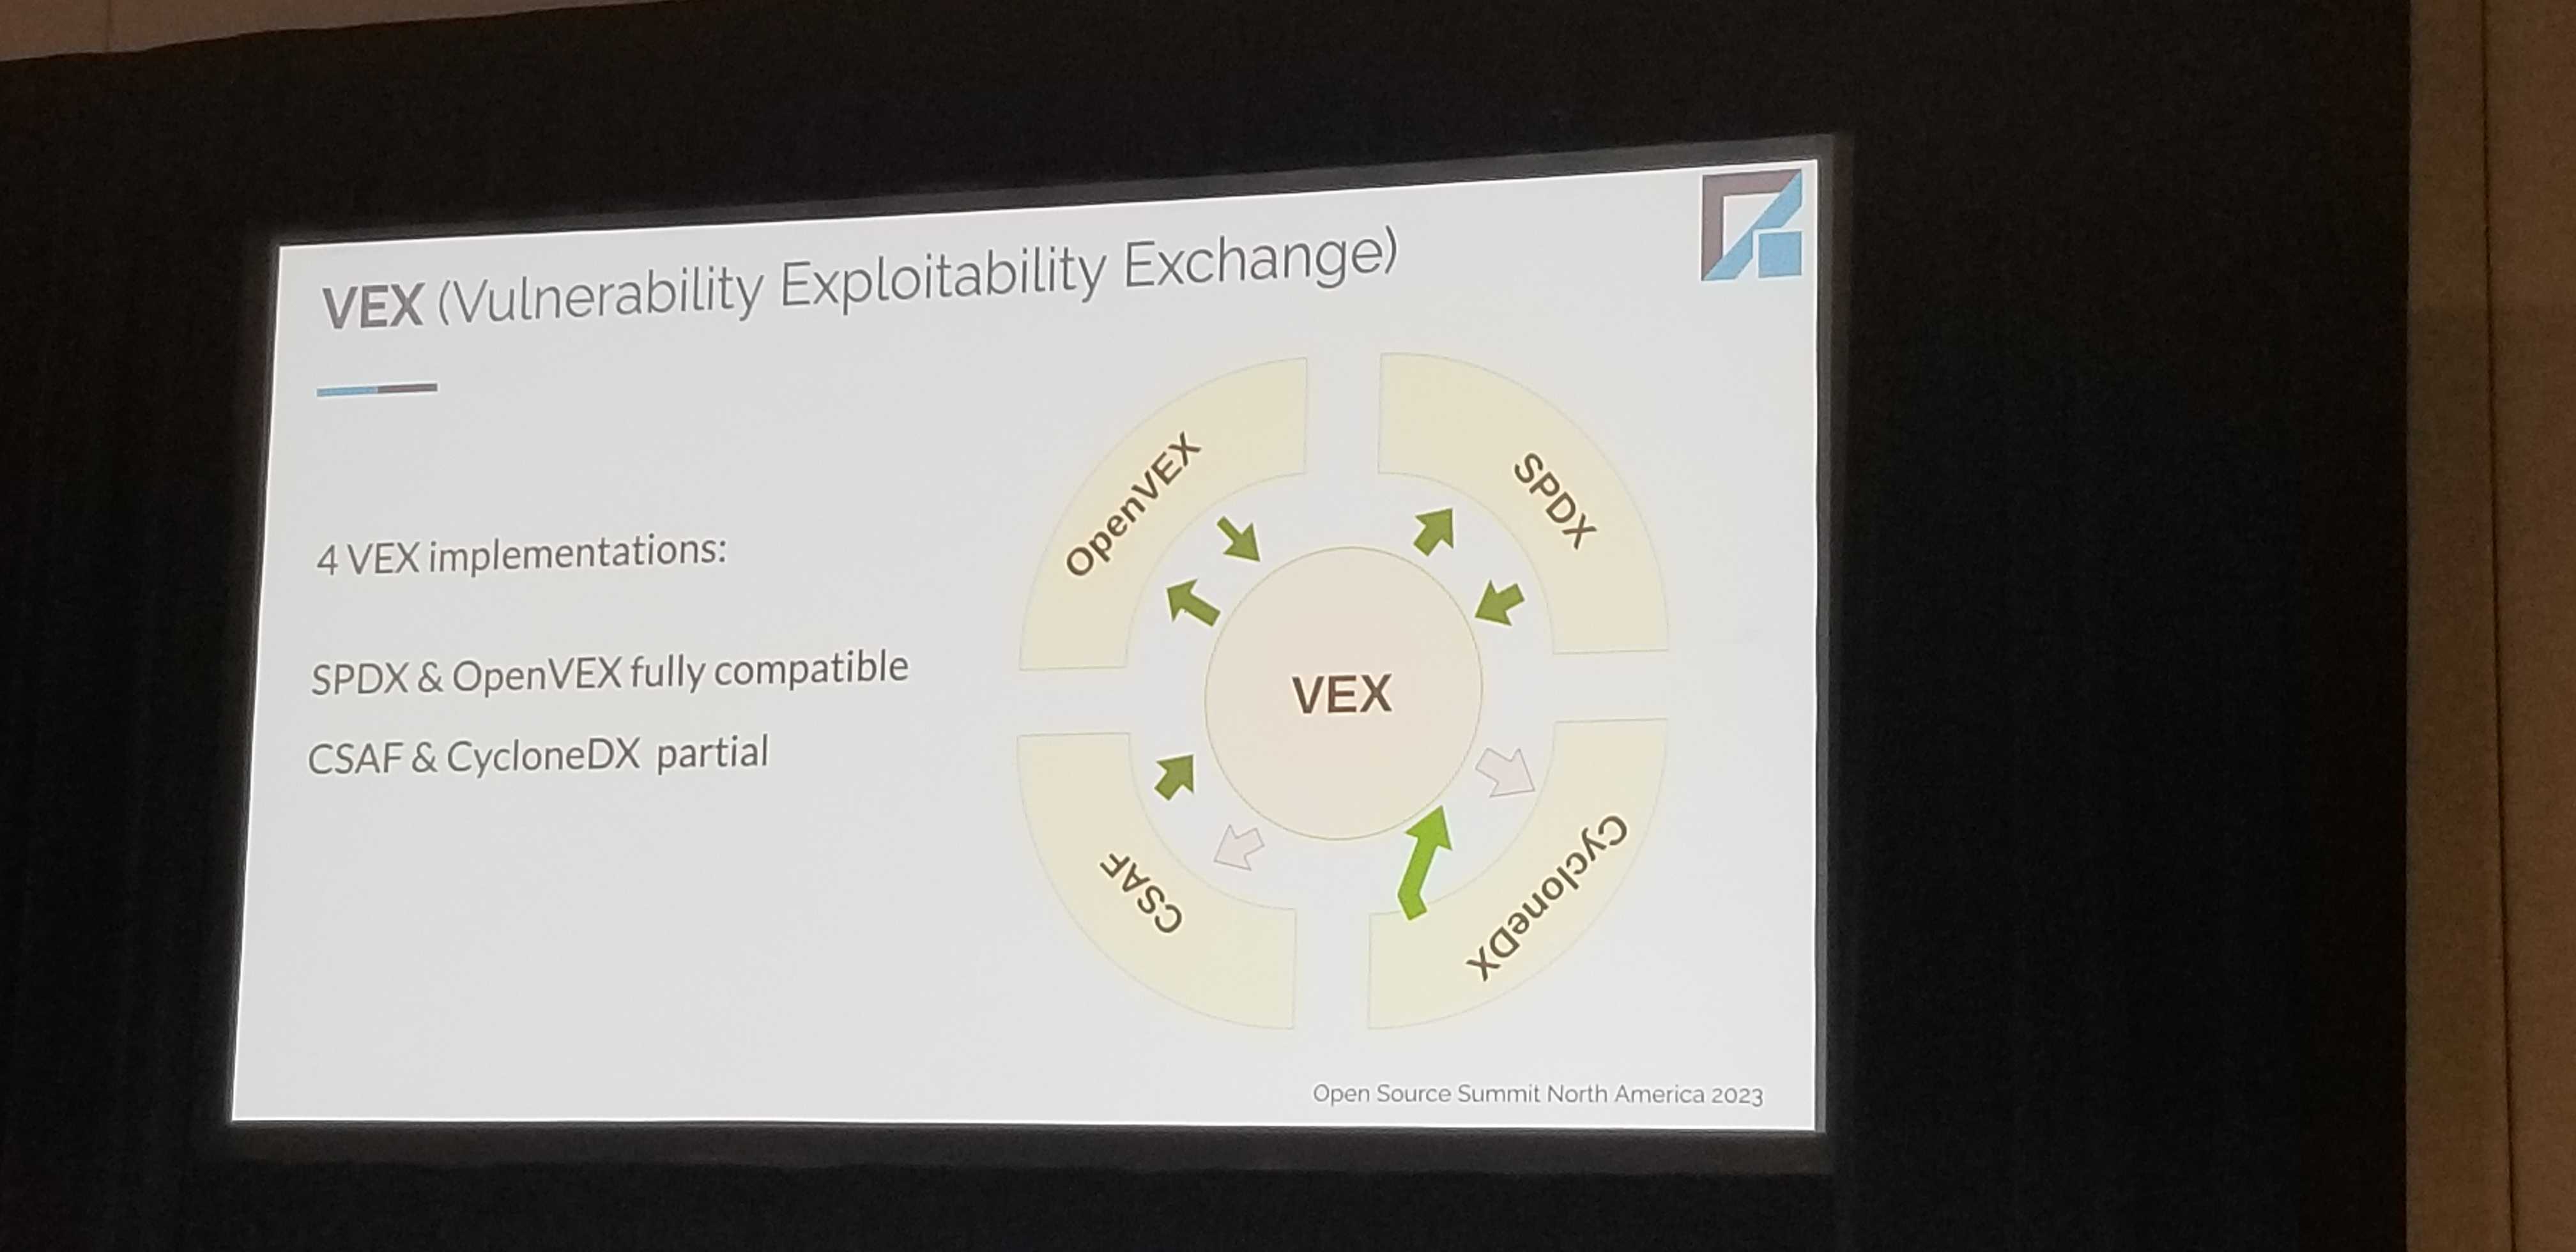 VEX (Vulnerability Exploitability Exchange)
4 VEX implementations:
SPDX & OpenVEX fully compatible
CSAF & CycloneDX partial
OpenVEX
SPDX
VEX
CSAF
CycloneDX
Open Source Summit North America 2023